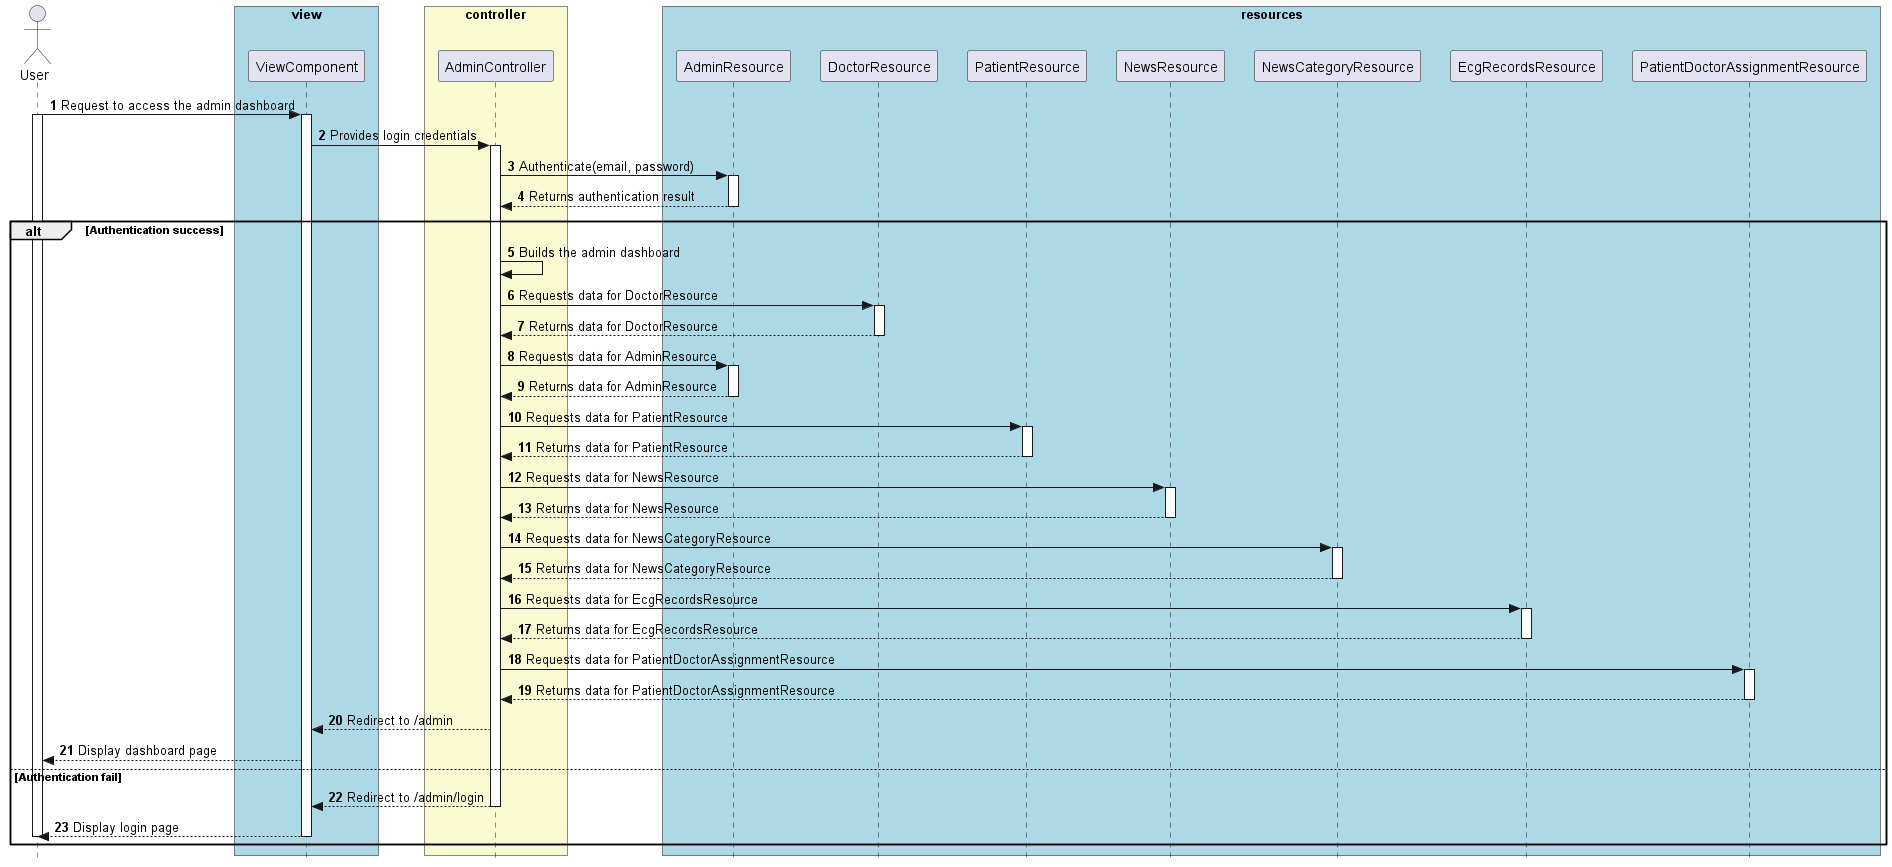 view
controller
resources
User
ViewComponent
AdminController
AdminResource
DoctorResource
PatientResource
NewsResource
NewsCategoryResource
EcgRecordsResource
PatientDoctorAssignmentResource
1 Request to access the admin dashboard
2 Provides login credentials
3 Authenticate(email, password)
4 Returns authentication result
alt [Authentication success]
5 Builds the admin dashboard
6 Requests data for DoctorResource
7 Returns data for DoctorResource
8 Requests data for AdminResource
9 Returns data for AdminResource
10 Requests data for PatientResource
11 Returns data for PatientResource
12 Requests data for NewsResource
13 Returns data for NewsResource
14 Requests data for NewsCategoryResource
15 Returns data for NewsCategoryResource
16 Requests data for EcgRecordsResource
17 Returns data for EcgRecordsResource
18 Requests data for PatientDoctorAssignmentResource
19 Returns data for PatientDoctorAssignmentResource
20 Redirect to /admin
21 Display dashboard page
[Authentication fail]
22 Redirect to /admin/login
23 Display login page